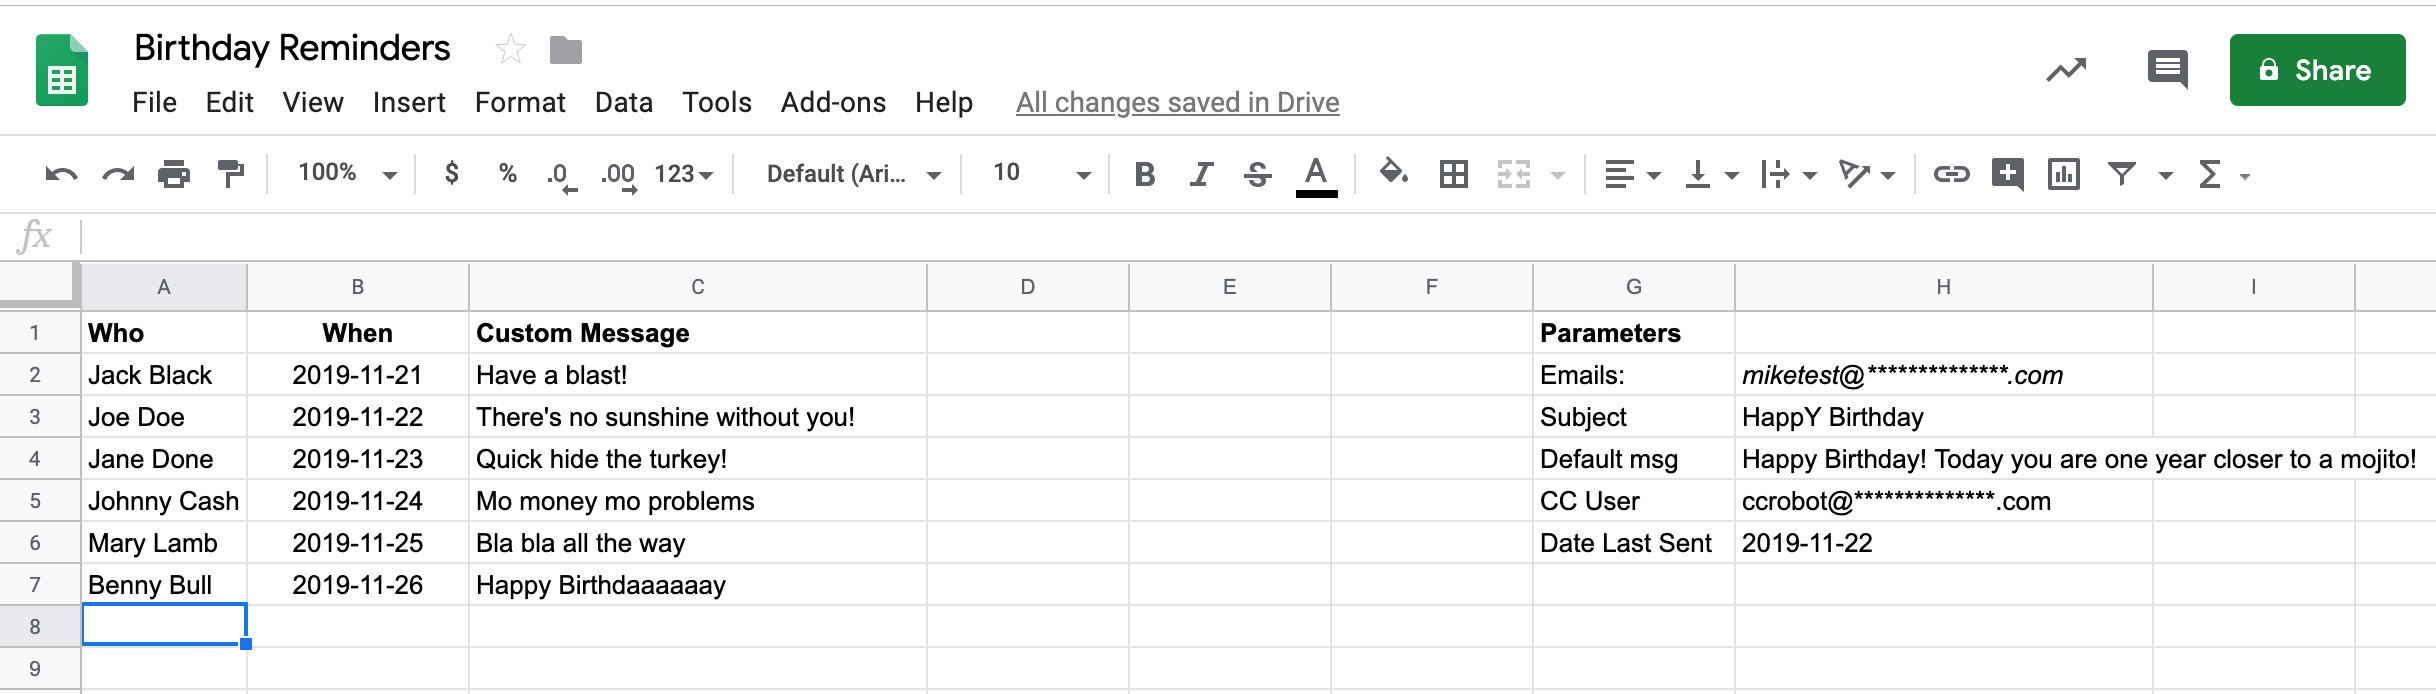 Birthday Reminders
File Edit View Insert Format Data Tools Add-ons Help All changes saved in Drive
Share
100% $ % .0 .00 123 Default (Ari... 10 B I S A Σ
fx
A B C D E F G H I
1 Who When Custom Message Parameters
2 Jack Black 2019-11-21 Have a blast! Emails: miketest@**************.com
3 Joe Doe 2019-11-22 There's no sunshine without you! Subject HappY Birthday
4 Jane Done 2019-11-23 Quick hide the turkey! Default msg Happy Birthday! Today you are one year closer to a mojito!
5 Johnny Cash 2019-11-24 Mo money mo problems CC User ccrobot@**************.com
6 Mary Lamb 2019-11-25 Bla bla all the way Date Last Sent 2019-11-22
7 Benny Bull 2019-11-26 Happy Birthdaaaaaay
8
9